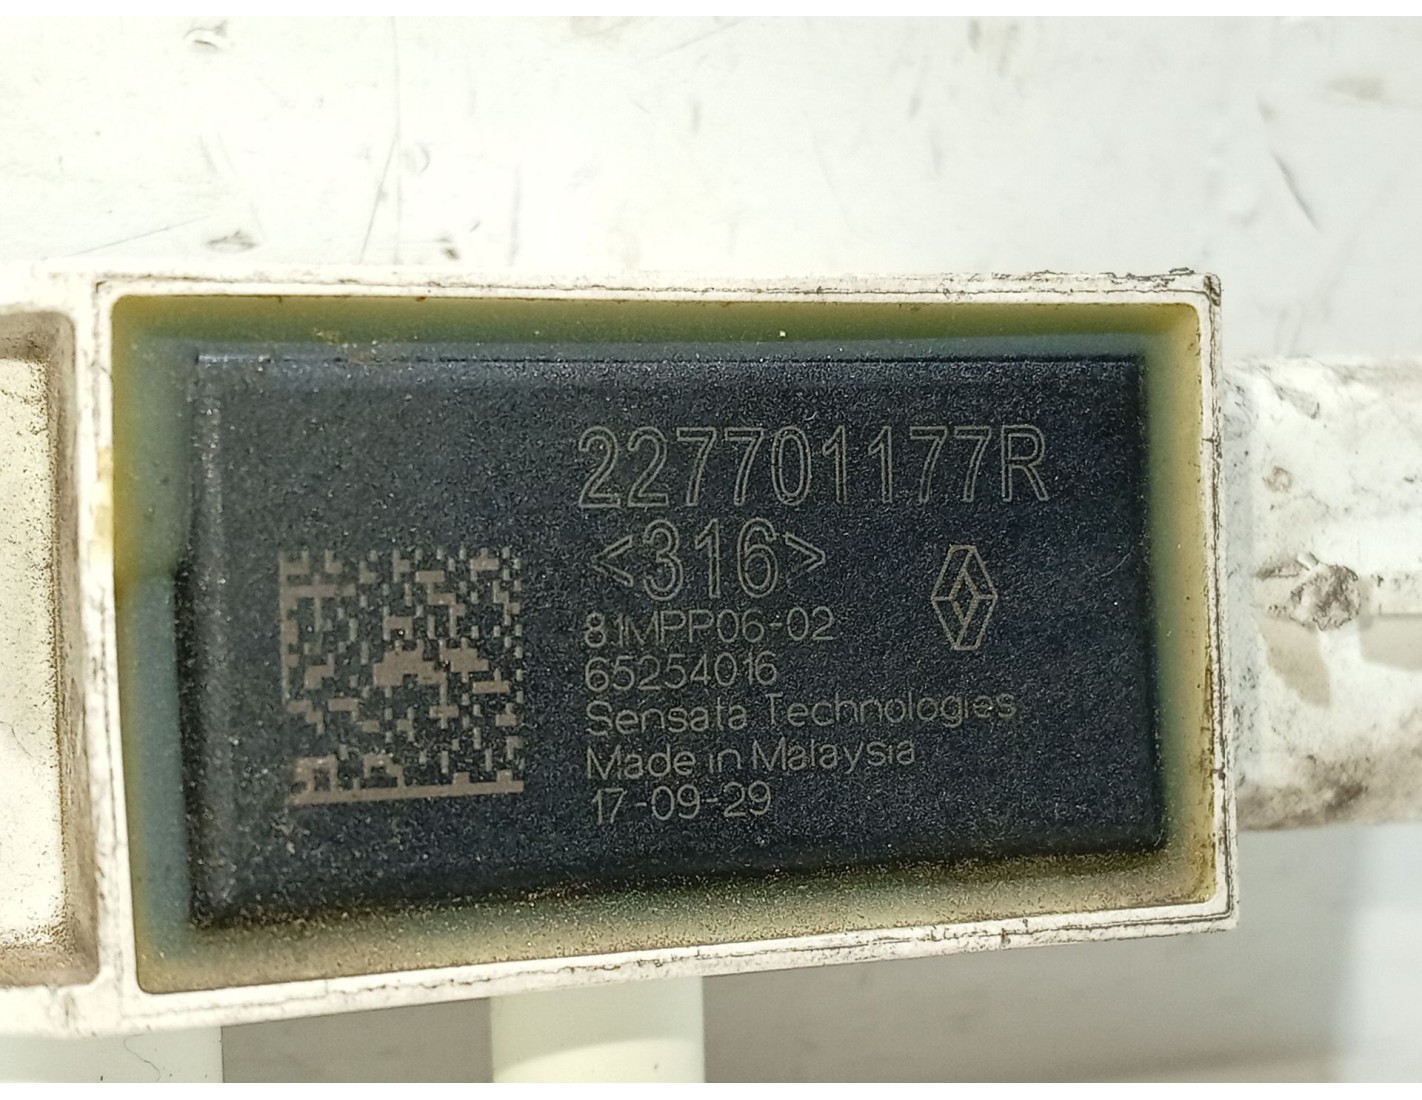 227701177R
<316>
81MPP06-02
65254016
Sensata Technologies
Made in Malaysia
17-09-29